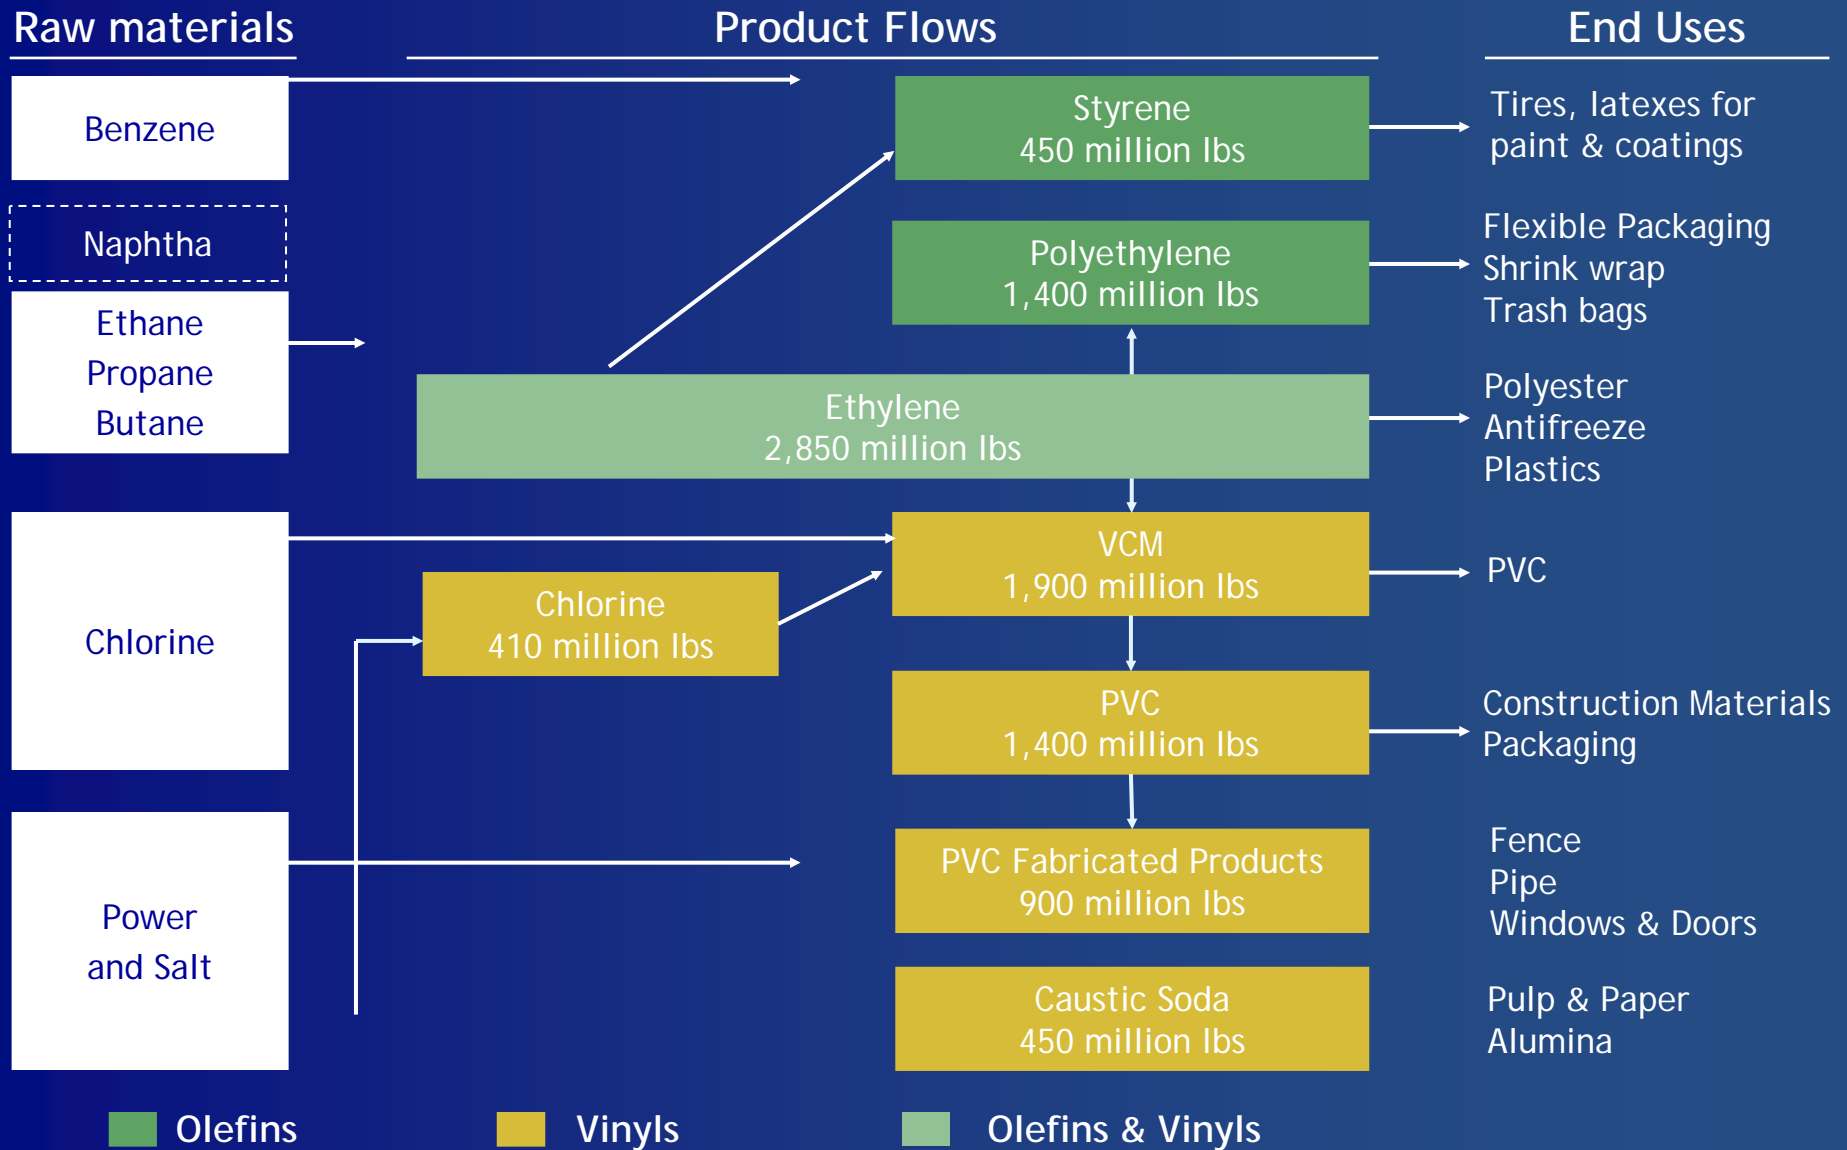 Raw materials
Product Flows
End Uses
Benzene
Styrene
450 million lbs
Tires, latexes for
paint & coatings
Naphtha
Polyethylene
1,400 million lbs
Flexible Packaging
Shrink wrap
Trash bags
Ethane
Propane
Butane
Ethylene
2,850 million lbs
Polyester
Antifreeze
Plastics
Chlorine
Chlorine
410 million lbs
VCM
1,900 million lbs
PVC
PVC
1,400 million lbs
Construction Materials
Packaging
Power
and Salt
PVC Fabricated Products
900 million lbs
Fence
Pipe
Windows & Doors
Caustic Soda
450 million lbs
Pulp & Paper
Alumina
Olefins
Vinyls
Olefins & Vinyls